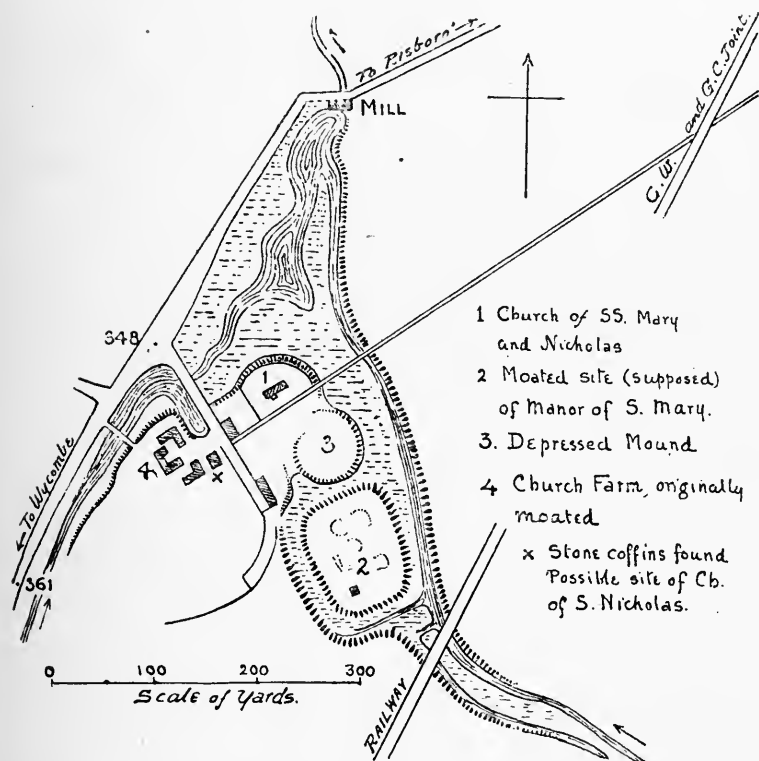 To Risboro'
MILL
G.W. and G.C. Joint.
348
1
3
4
x
2
To Wycombe
361
1 Church of SS. Mary
and Nicholas
2 Moated site (supposed)
of Manor of S. Mary.
3. Depressed Mound
4 Church Farm, originally
moated
x Stone coffins found
Possible site of Ch.
of S. Nicholas.
RAILWAY
0 100 200 300
Scale of Yards.